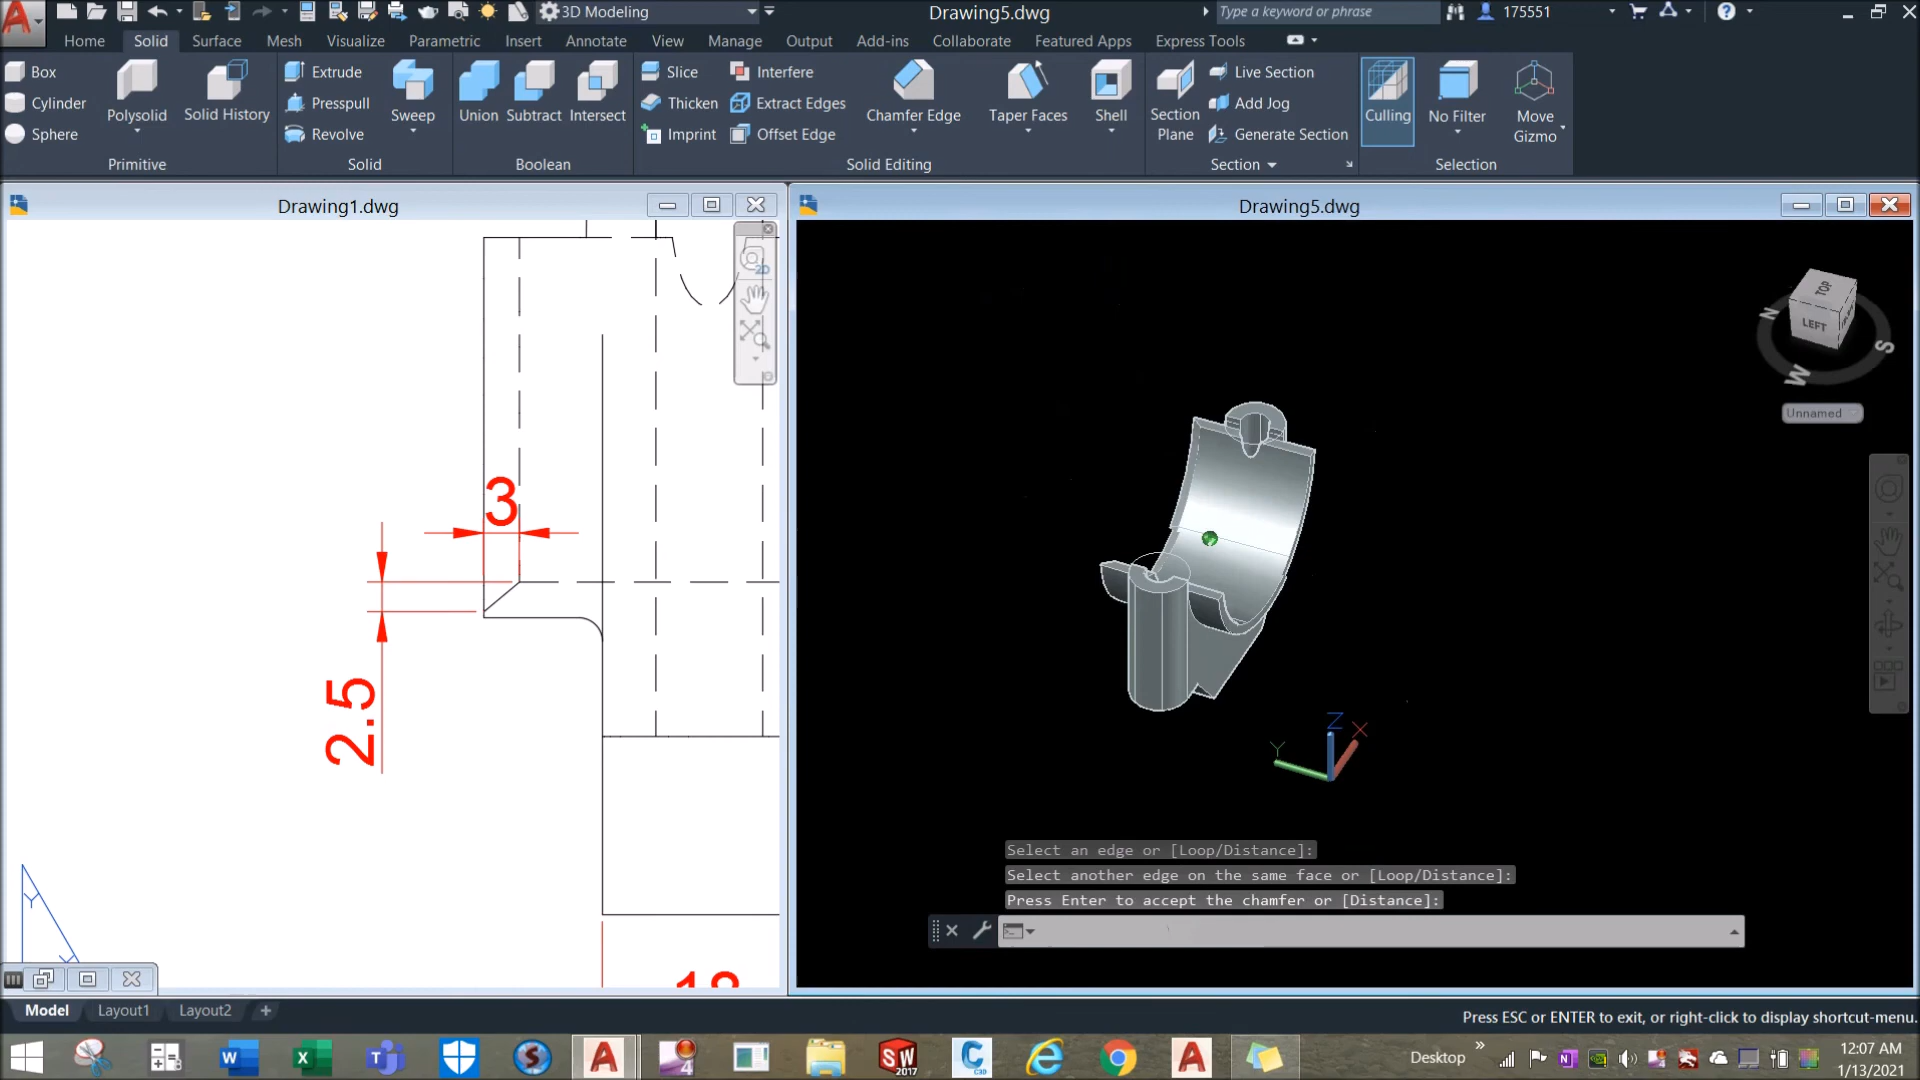 3D Modeling
Drawing5.dwg
Type a keyword or phrase
175551
Home
Solid
Surface
Mesh
Visualize
Parametric
Insert
Annotate
View
Manage
Output
Add-ins
Collaborate
Featured Apps
Express Tools
Box
Cylinder
Sphere
Polysolid
Solid History
Primitive
Extrude
Presspull
Revolve
Sweep
Solid
Union
Subtract
Intersect
Boolean
Slice
Thicken
Imprint
Interfere
Extract Edges
Offset Edge
Chamfer Edge
Taper Faces
Shell
Solid Editing
Section
Plane
Live Section
Add Jog
Generate Section
Section
Culling
No Filter
Move
Gizmo
Selection
Drawing1.dwg
Drawing5.dwg
2D
3
2.5
Y
TOP
LEFT
N
S
W
Unnamed
Z
X
Y
Select an edge or [Loop/Distance]:
Select another edge on the same face or [Loop/Distance]:
Press Enter to accept the chamfer or [Distance]:
Model
Layout1
Layout2
Press ESC or ENTER to exit, or right-click to display shortcut-menu.
Desktop
12:07 AM
1/13/2021